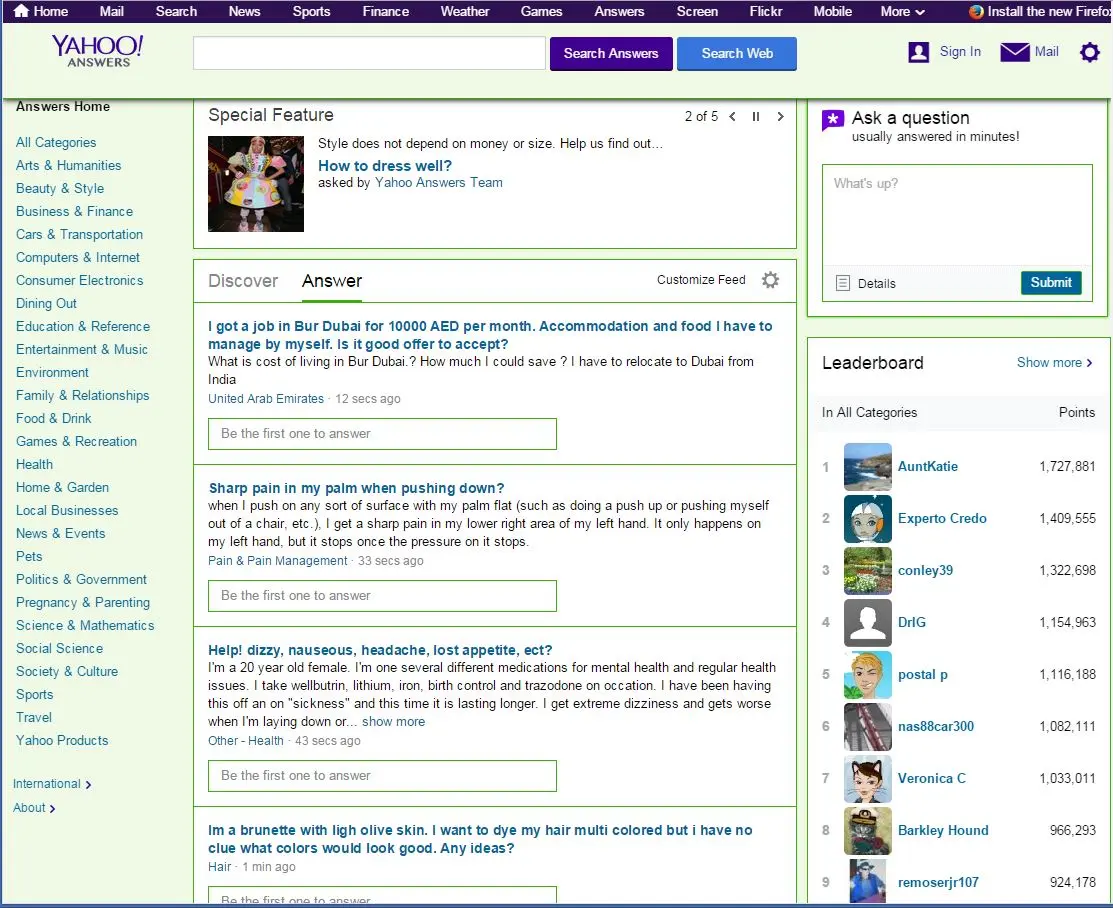 Home Mail Search News Sports Finance Weather Games Answers Screen Flickr Mobile More Install the new Firefo
YAHOO!
ANSWERS
Search Answers
Search Web
Sign In
Mail
Answers Home
All Categories
Arts & Humanities
Beauty & Style
Business & Finance
Cars & Transportation
Computers & Internet
Consumer Electronics
Dining Out
Education & Reference
Entertainment & Music
Environment
Family & Relationships
Food & Drink
Games & Recreation
Health
Home & Garden
Local Businesses
News & Events
Pets
Politics & Government
Pregnancy & Parenting
Science & Mathematics
Social Science
Society & Culture
Sports
Travel
Yahoo Products
International
About
Special Feature
2 of 5
Style does not depend on money or size. Help us find out...
How to dress well?
asked by Yahoo Answers Team
Discover Answer
Customize Feed
I got a job in Bur Dubai for 10000 AED per month. Accommodation and food I have to
manage by myself. Is it good offer to accept?
What is cost of living in Bur Dubai.? How much I could save ? I have to relocate to Dubai from
India
United Arab Emirates · 12 secs ago
Be the first one to answer
Sharp pain in my palm when pushing down?
when I push on any sort of surface with my palm flat (such as doing a push up or pushing myself
out of a chair, etc.), I get a sharp pain in my lower right area of my left hand. It only happens on
my left hand, but it stops once the pressure on it stops.
Pain & Pain Management · 33 secs ago
Be the first one to answer
Help! dizzy, nauseous, headache, lost appetite, ect?
I'm a 20 year old female. I'm one several different medications for mental health and regular health
issues. I take wellbutrin, lithium, iron, birth control and trazodone on occation. I have been having
this off an on "sickness" and this time it is lasting longer. I get extreme dizziness and gets worse
when I'm laying down or... show more
Other - Health · 43 secs ago
Be the first one to answer
Im a brunette with ligh olive skin. I want to dye my hair multi colored but i have no
clue what colors would look good. Any ideas?
Hair · 1 min ago
Be the first one to answer
Ask a question
usually answered in minutes!
What's up?
Details
Submit
Leaderboard
Show more
In All Categories Points
1 AuntKatie 1,727,881
2 Experto Credo 1,409,555
3 conley39 1,322,698
4 DrIG 1,154,963
5 postal p 1,116,188
6 nas88car300 1,082,111
7 Veronica C 1,033,011
8 Barkley Hound 966,293
9 remoserjr107 924,178